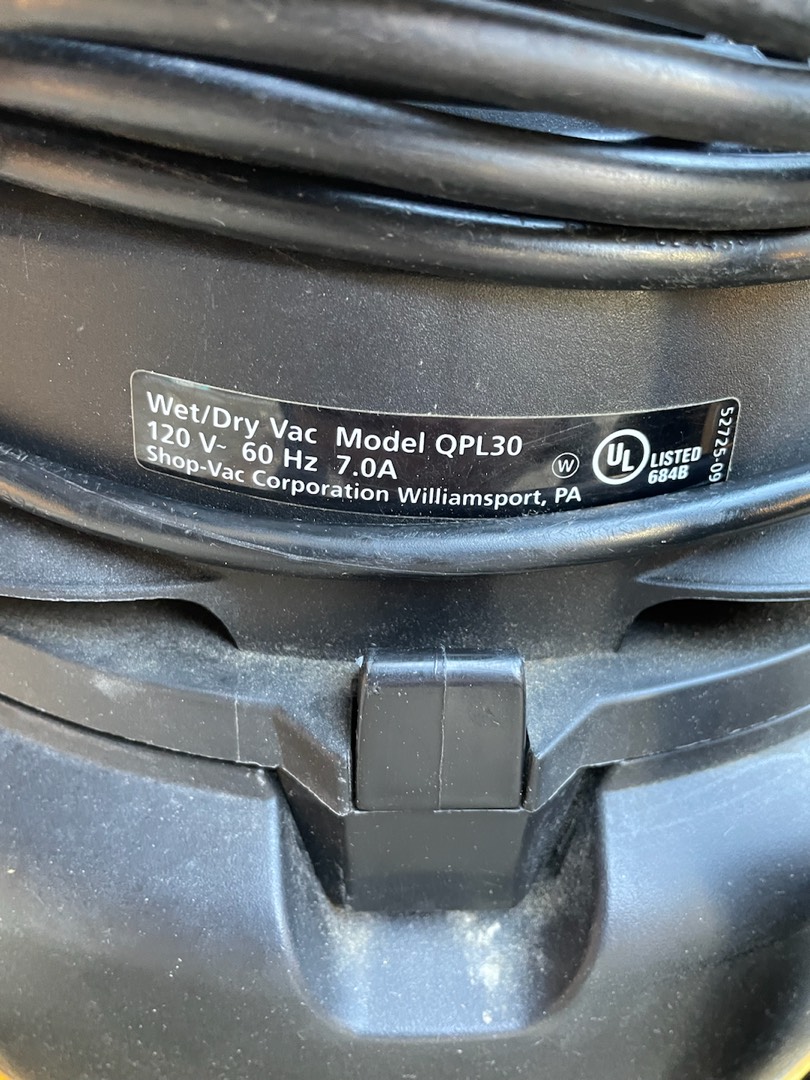 Wet/Dry Vac Model QPL30
120 V~ 60 Hz 7.0A
Shop-Vac Corporation Williamsport, PA
W
UL LISTED
684B
52725-09